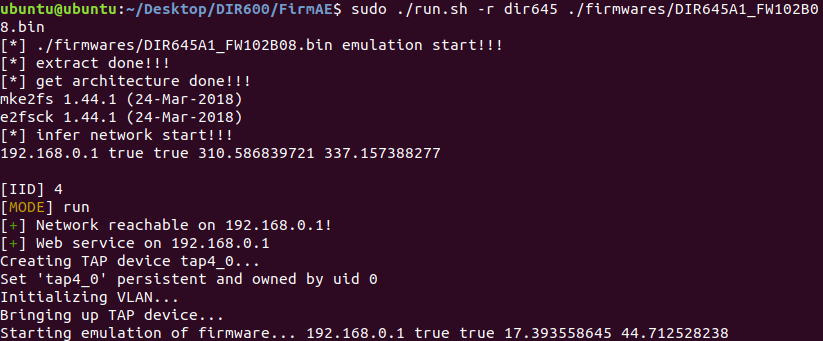 ubuntu@ubuntu:~/Desktop/DIR600/FirmAE$ sudo ./run.sh -r dir645 ./firmwares/DIR645A1_FW102B0
8.bin
[*] ./firmwares/DIR645A1_FW102B08.bin emulation start!!!
[*] extract done!!!
[*] get architecture done!!!
mke2fs 1.44.1 (24-Mar-2018)
e2fsck 1.44.1 (24-Mar-2018)
[*] infer network start!!!
192.168.0.1 true true 310.586839721 337.157388277
[IID] 4
[MODE] run
[+] Network reachable on 192.168.0.1!
[+] Web service on 192.168.0.1
Creating TAP device tap4_0...
Set 'tap4_0' persistent and owned by uid 0
Initializing VLAN...
Bringing up TAP device...
Starting emulation of firmware... 192.168.0.1 true true 17.393558645 44.712528238